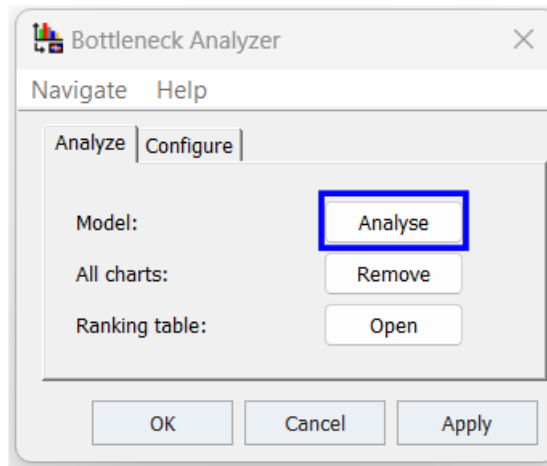 Bottleneck Analyzer
Navigate Help
Analyze Configure
Model: Analyse
All charts: Remove
Ranking table: Open
OK Cancel Apply